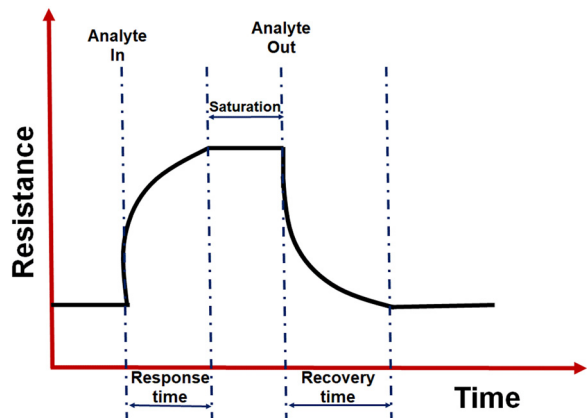 Analyte
In
Analyte
Out
Saturation
Resistance
Response
time
Recovery
time
Time